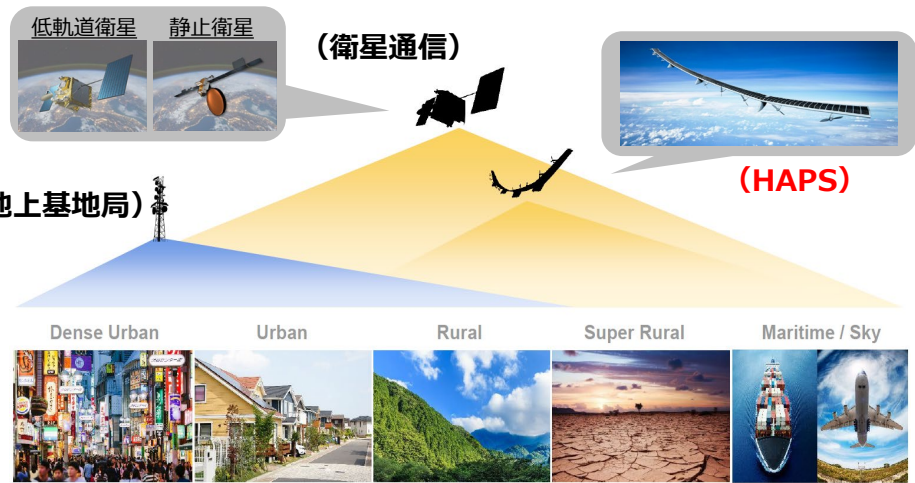 低軌道衛星
静止衛星
（衛星通信）
（HAPS）
地上基地局）
Dense Urban
Urban
Rural
Super Rural
Maritime / Sky